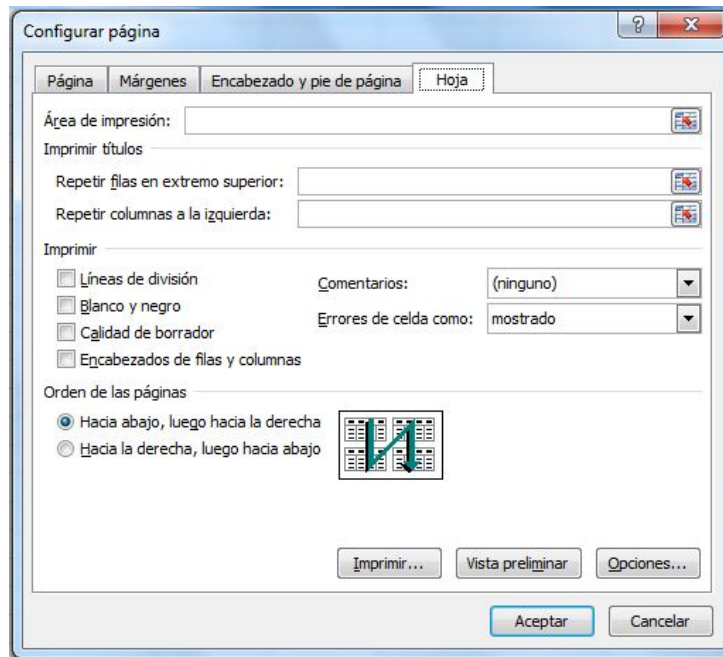 Configurar página
Página Márgenes Encabezado y pie de página Hoja
Área de impresión:
Imprimir títulos
Repetir filas en extremo superior:
Repetir columnas a la izquierda:
Imprimir
Líneas de división
Comentarios: (ninguno)
Blanco y negro
Errores de celda como: mostrado
Calidad de borrador
Encabezados de filas y columnas
Orden de las páginas
Hacia abajo, luego hacia la derecha
Hacia la derecha, luego hacia abajo
Imprimir... Vista preliminar Opciones...
Aceptar Cancelar